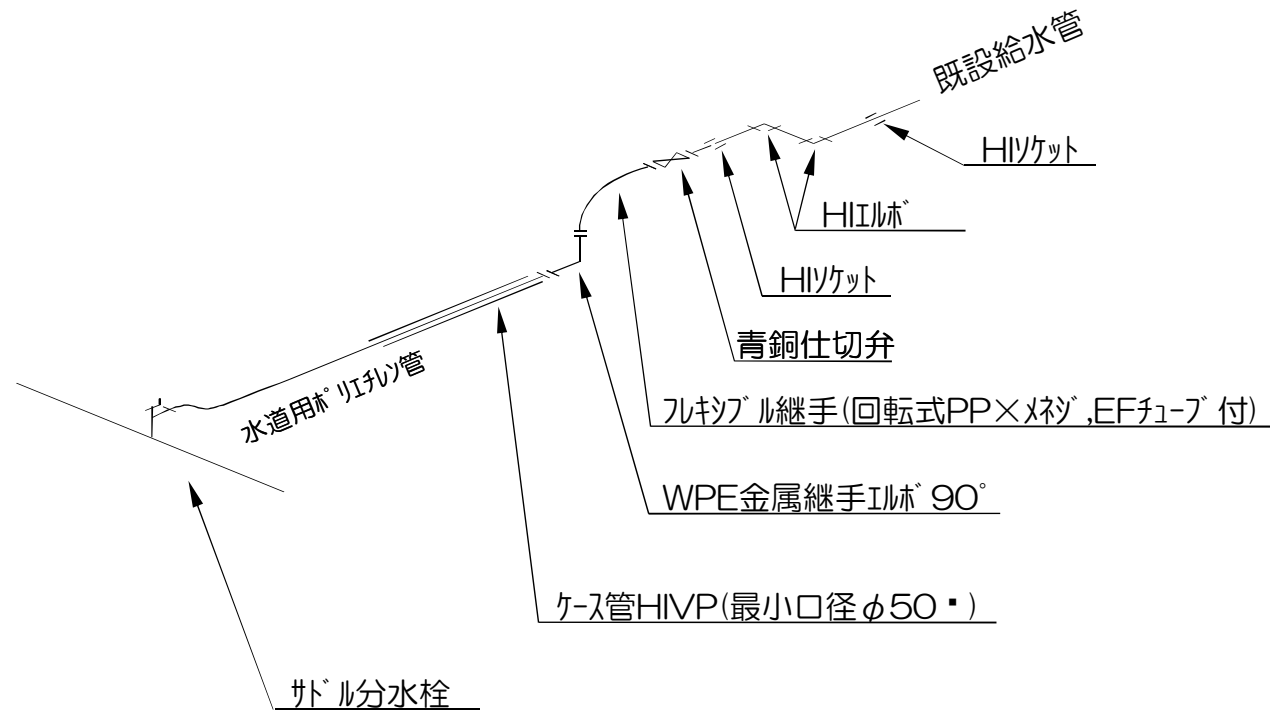 既設給水管
HIｿｹｯﾄ
HIｴﾙﾎﾞ
HIｿｹｯﾄ
青銅仕切弁
水道用ﾎﾟﾘｴﾁﾚﾝ管
ﾌﾚｷｼﾌﾞﾙ継手(回転式PP×ﾒﾈｼﾞ,EFﾁｭｰﾌﾞ付)
WPE金属継手ｴﾙﾎﾞ90°
ｹｰｽ管HIVP(最小口径φ50▪)
ｻﾄﾞﾙ分水栓